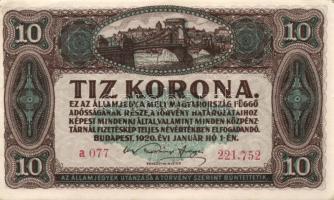 10 10
TIZ KORONA.
EZ AZ ÁLLAMJEGY A MELY MAGYARORSZÁG FÜGGŐ
ADÓSSÁGÁNAK RÉSZE, A TÖRVÉNY HATÁROZATAIHOZ
KÉPEST MINDENKI ÁLTAL, VALAMINT MINDEN KÖZPÉNZ-
TÁRNÁL FIZETÉSKÉP TELJES NÉVÉRTÉKBEN ELFOGADANDÓ.
BUDAPEST, 1920. ÉVI JANUÁR HÓ 1-ÉN.
a 077 221.752
10 10
AZ ÁLLAMJEGYEK UTÁNZÁSA A TÖRVÉNY SZERINT BÜNTETTETIK.